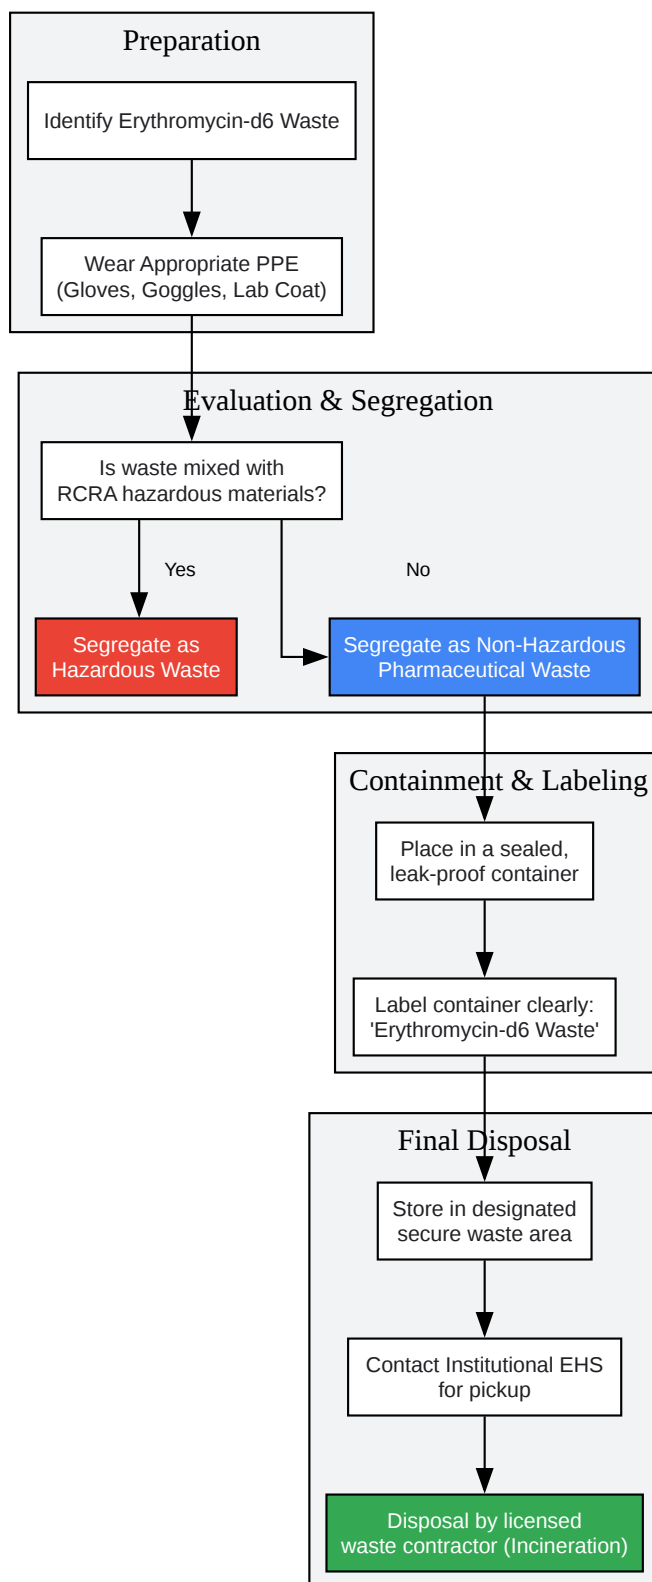 Preparation
Identify Erythromycin-d6 Waste
Wear Appropriate PPE
(Gloves, Goggles, Lab Coat)
Evaluation & Segregation
Is waste mixed with
RCRA hazardous materials?
Yes
No
Segregate as
Hazardous Waste
Segregate as Non-Hazardous
Pharmaceutical Waste
Containment & Labeling
Place in a sealed,
leak-proof container
Label container clearly:
'Erythromycin-d6 Waste'
Final Disposal
Store in designated
secure waste area
Contact Institutional EHS
for pickup
Disposal by licensed
waste contractor (Incineration)